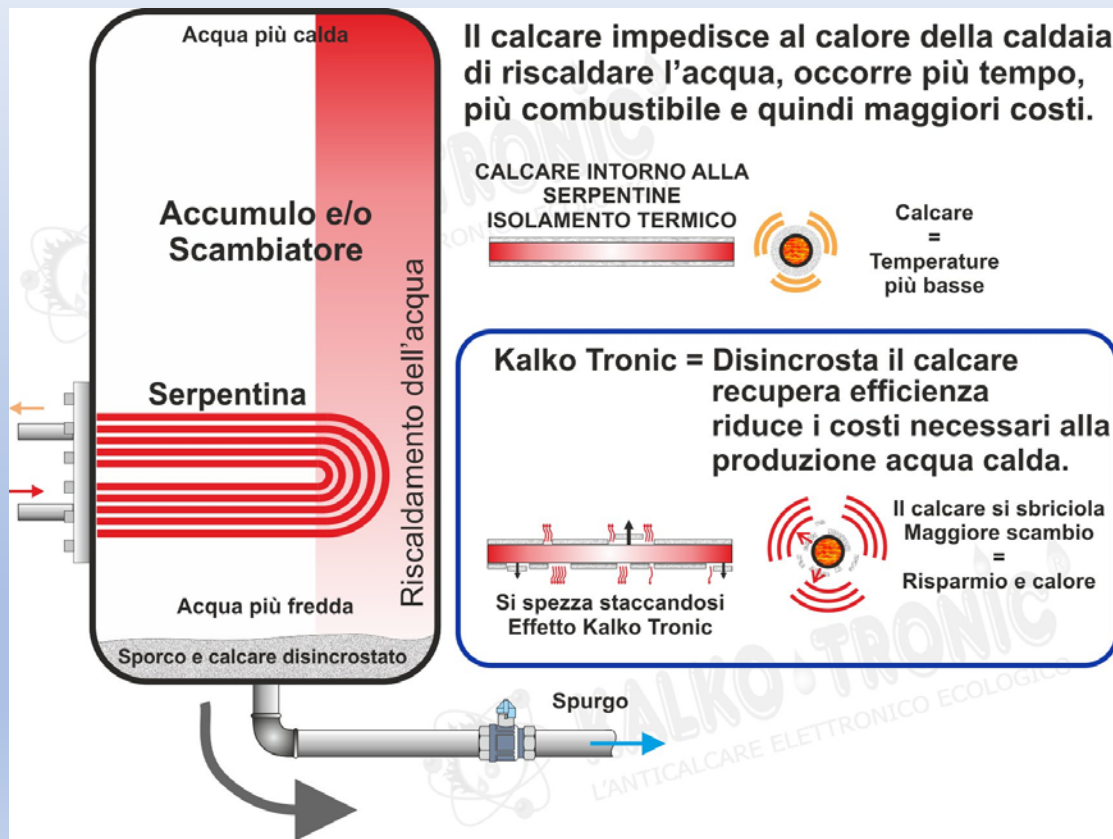 Acqua più calda
Accumulo e/o
Scambiatore
Riscaldamento dell'acqua
Serpentina
Acqua più fredda
Sporco e calcare disincrostato
Spurgo
Il calcare impedisce al calore della caldaia
di riscaldare l'acqua, occorre più tempo,
più combustibile e quindi maggiori costi.
CALCARE INTORNO ALLA
SERPENTINE
ISOLAMENTO TERMICO
Calcare
=
Temperature
più basse
Kalko Tronic = Disincrosta il calcare
recupera efficienza
riduce i costi necessari alla
produzione acqua calda.
Si spezza staccandosi
Effetto Kalko Tronic
Il calcare si sbriciola
Maggiore scambio
=
Risparmio e calore
KALKO TRONIC®
L'ANTICALCARE ELETTRONICO ECOLOGICO